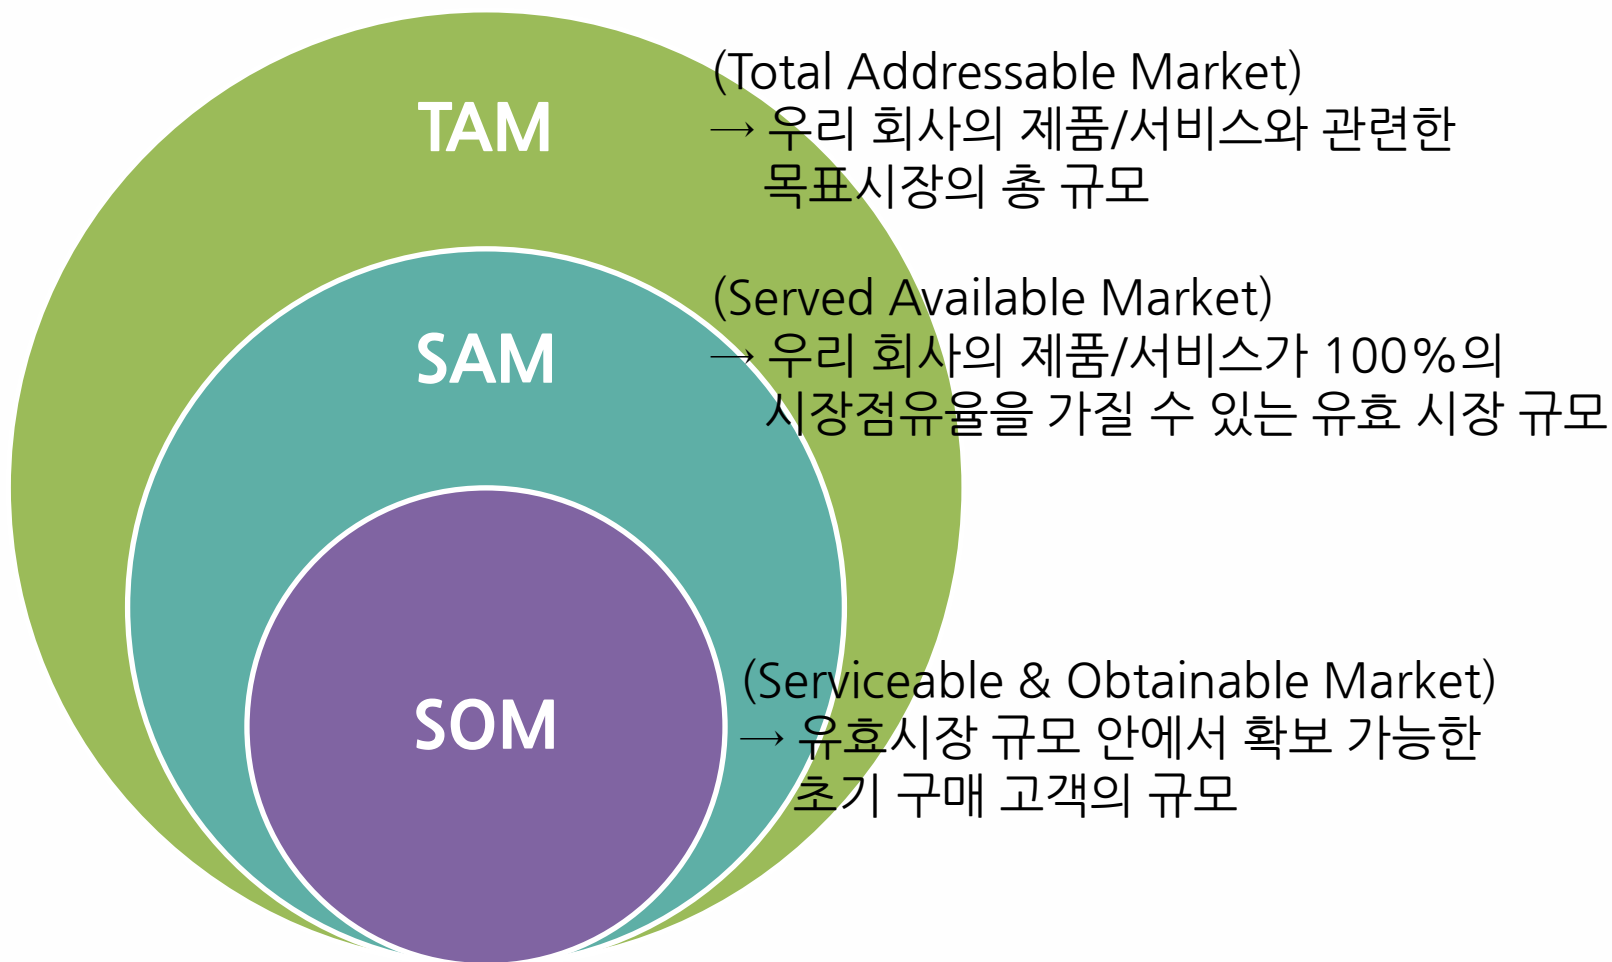 TAM
(Total Addressable Market)
→ 우리 회사의 제품/서비스와 관련한
목표시장의 총 규모
SAM
(Served Available Market)
→ 우리 회사의 제품/서비스가 100%의
시장점유율을 가질 수 있는 유효 시장 규모
SOM
(Serviceable & Obtainable Market)
→ 유효시장 규모 안에서 확보 가능한
초기 구매 고객의 규모